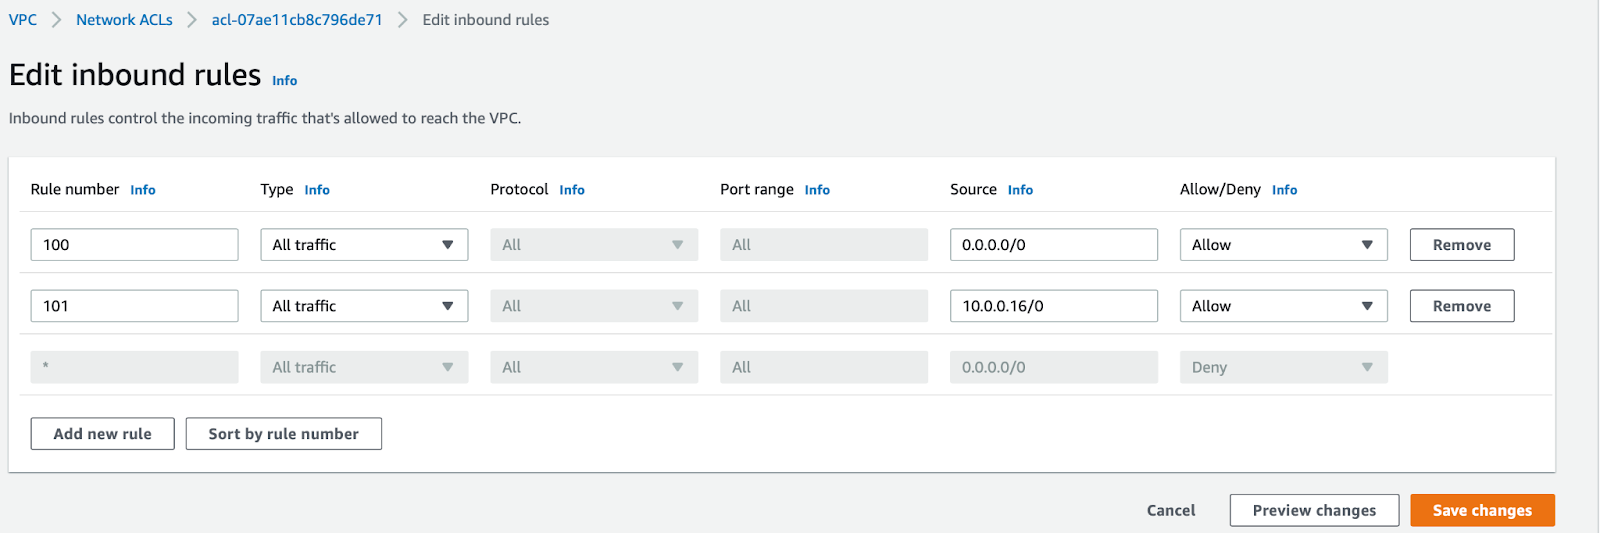 VPC > Network ACLs > acl-07ae11cb8c796de71 > Edit inbound rules
Edit inbound rules Info
Inbound rules control the incoming traffic that's allowed to reach the VPC.
Rule number Info Type Info Protocol Info Port range Info Source Info Allow/Deny Info
100 All traffic All All 0.0.0.0/0 Allow Remove
101 All traffic All All 10.0.0.16/0 Allow Remove
* All traffic All All 0.0.0.0/0 Deny
Add new rule Sort by rule number
Cancel Preview changes Save changes